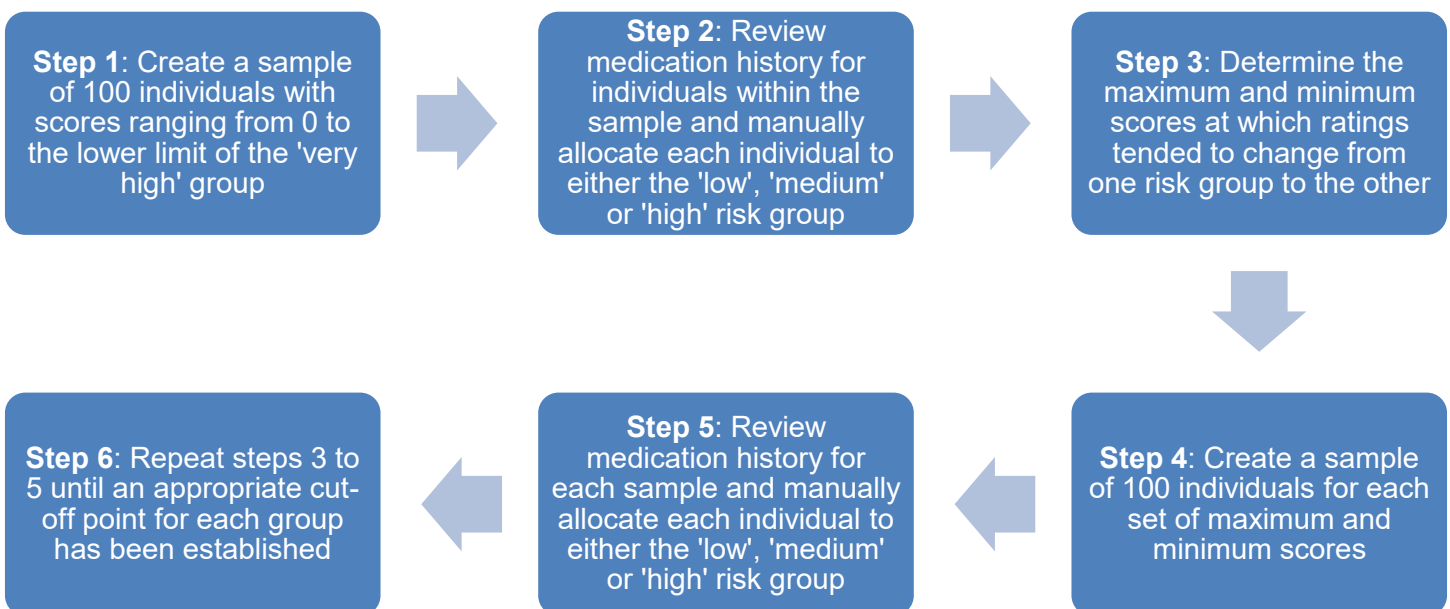 Step 1: Create a sample
of 100 individuals with
scores ranging from 0 to
the lower limit of the 'very
high' group
Step 2: Review
medication history for
individuals within the
sample and manually
allocate each individual to
either the 'low', 'medium'
or 'high' risk group
Step 3: Determine the
maximum and minimum
scores at which ratings
tended to change from
one risk group to the other
Step 4: Create a sample
of 100 individuals for each
set of maximum and
minimum scores
Step 5: Review
medication history for
each sample and manually
allocate each individual to
either the 'low', 'medium'
or 'high' risk group
Step 6: Repeat steps 3 to
5 until an appropriate cut-
off point for each group
has been established